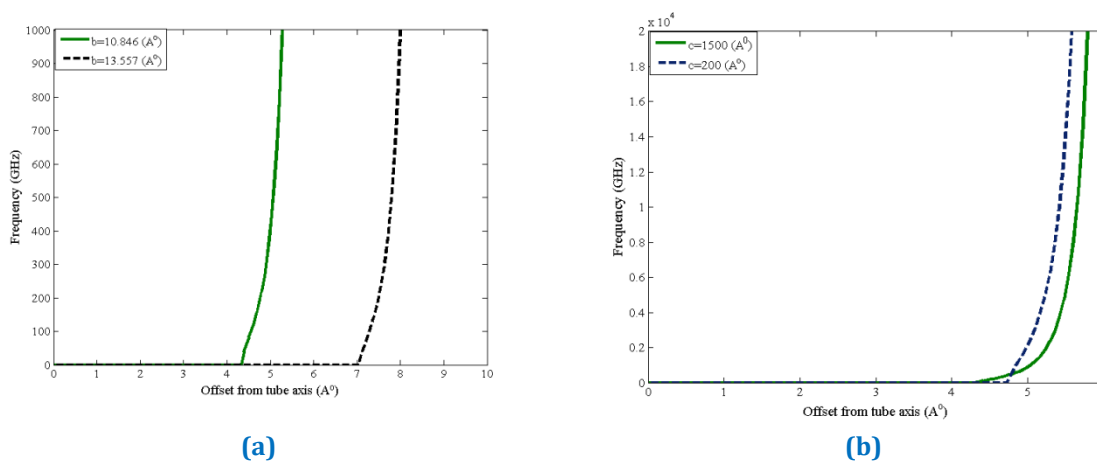 b=10.846 (A⁰)
b=13.557 (A⁰)
1000
900
800
700
600
500
400
300
200
100
0
0 1 2 3 4 5 6 7 8 9 10
Frequency (GHz)
Offset from tube axis (A⁰)
(a)
x 10⁴
c=1500 (A⁰)
c=200 (A⁰)
2
1.8
1.6
1.4
1.2
1
0.8
0.6
0.4
0.2
0
0 1 2 3 4 5
Frequency (GHz)
Offset from tube axis (A⁰)
(b)